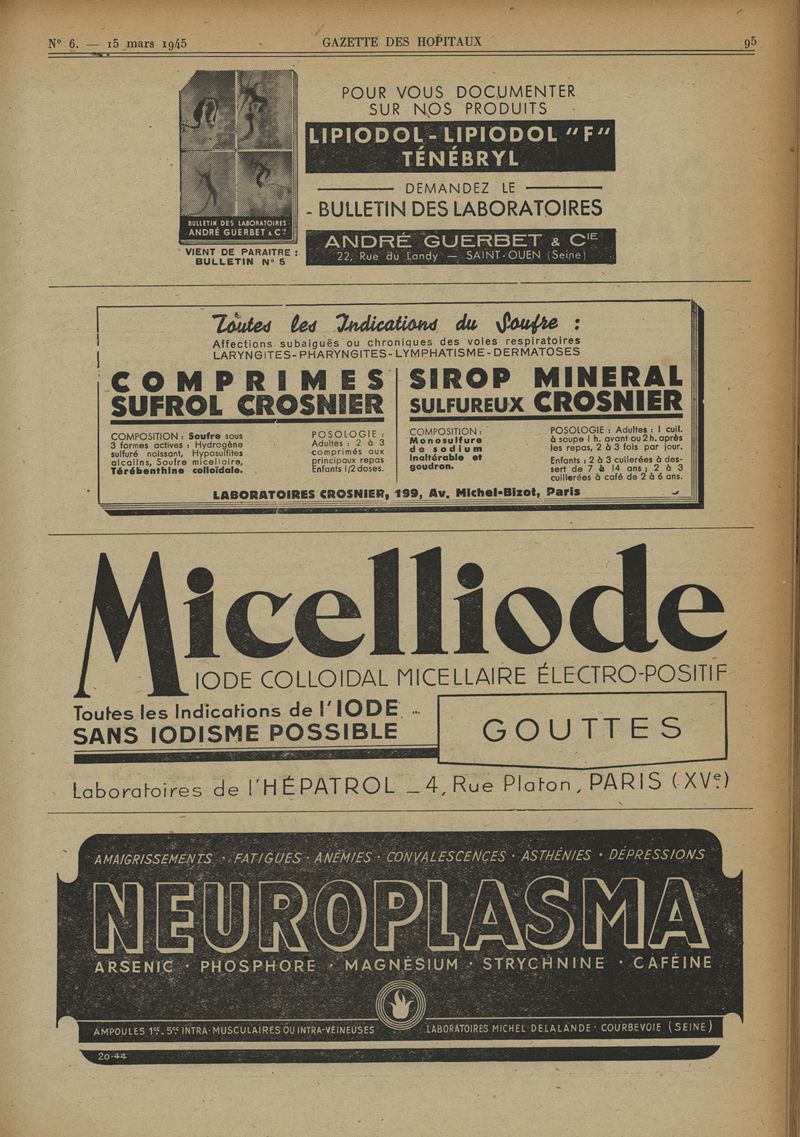 N° 6. — 15 mars 1945 GAZETTE DES HOPITAUX 95
BULLETIN DES LABORATOIRES
ANDRÉ GUERBET & Cie
VIENT DE PARAITRE :
BULLETIN N° 5
POUR VOUS DOCUMENTER
SUR NOS PRODUITS
LIPIODOL - LIPIODOL "F"
TÉNÉBRYL
DEMANDEZ LE
BULLETIN DES LABORATOIRES
ANDRÉ GUERBET & CIE
22, Rue du Landy — SAINT-OUEN (Seine)
Toutes les Indications du Soufre :
Affections subaiguës ou chroniques des voies respiratoires
LARYNGITES - PHARYNGITES - LYMPHATISME - DERMATOSES
COMPRIMES
SUFROL CROSNIER
COMPOSITION : Soufre sous
3 formes actives : Hydrogène
sulfuré naissant, Hyposulfites
alcalins, Soufre micellaire,
Térébenthine colloïdale.
POSOLOGIE :
Adultes : 2 à 3
comprimés aux
principaux repas
Enfants 1/2 doses.
SIROP MINERAL
SULFUREUX CROSNIER
COMPOSITION :
Monosulfure
de sodium
inaltérable et
goudron.
POSOLOGIE : Adultes : 1 cuil.
à soupe 1 h. avant ou 2 h. après
les repas, 2 à 3 fois par jour.
Enfants : 2 à 3 cuillerées à des-
sert de 7 à 14 ans ; 2 à 3
cuillerées à café de 2 à 6 ans.
LABORATOIRES CROSNIER, 199, Av. Michel-Bizot, Paris
Micelliode
IODE COLLOIDAL MICELLAIRE ÉLECTRO-POSITIF
Toutes les Indications de l'IODE
SANS IODISME POSSIBLE
GOUTTES
Laboratoires de l'HÉPATROL _ 4, Rue Platon, PARIS (XVe)
AMAIGRISSEMENTS · FATIGUES · ANÉMIES · CONVALESCENCES · ASTHÉNIES · DÉPRESSIONS
NEUROPLASMA
ARSENIC · PHOSPHORE · MAGNÉSIUM · STRYCHNINE · CAFÉINE
AMPOULES 1cc. 5cc INTRA-MUSCULAIRES OU INTRA-VEINEUSES
LABORATOIRES MICHEL DELALANDE · COURBEVOIE (SEINE)
20-44